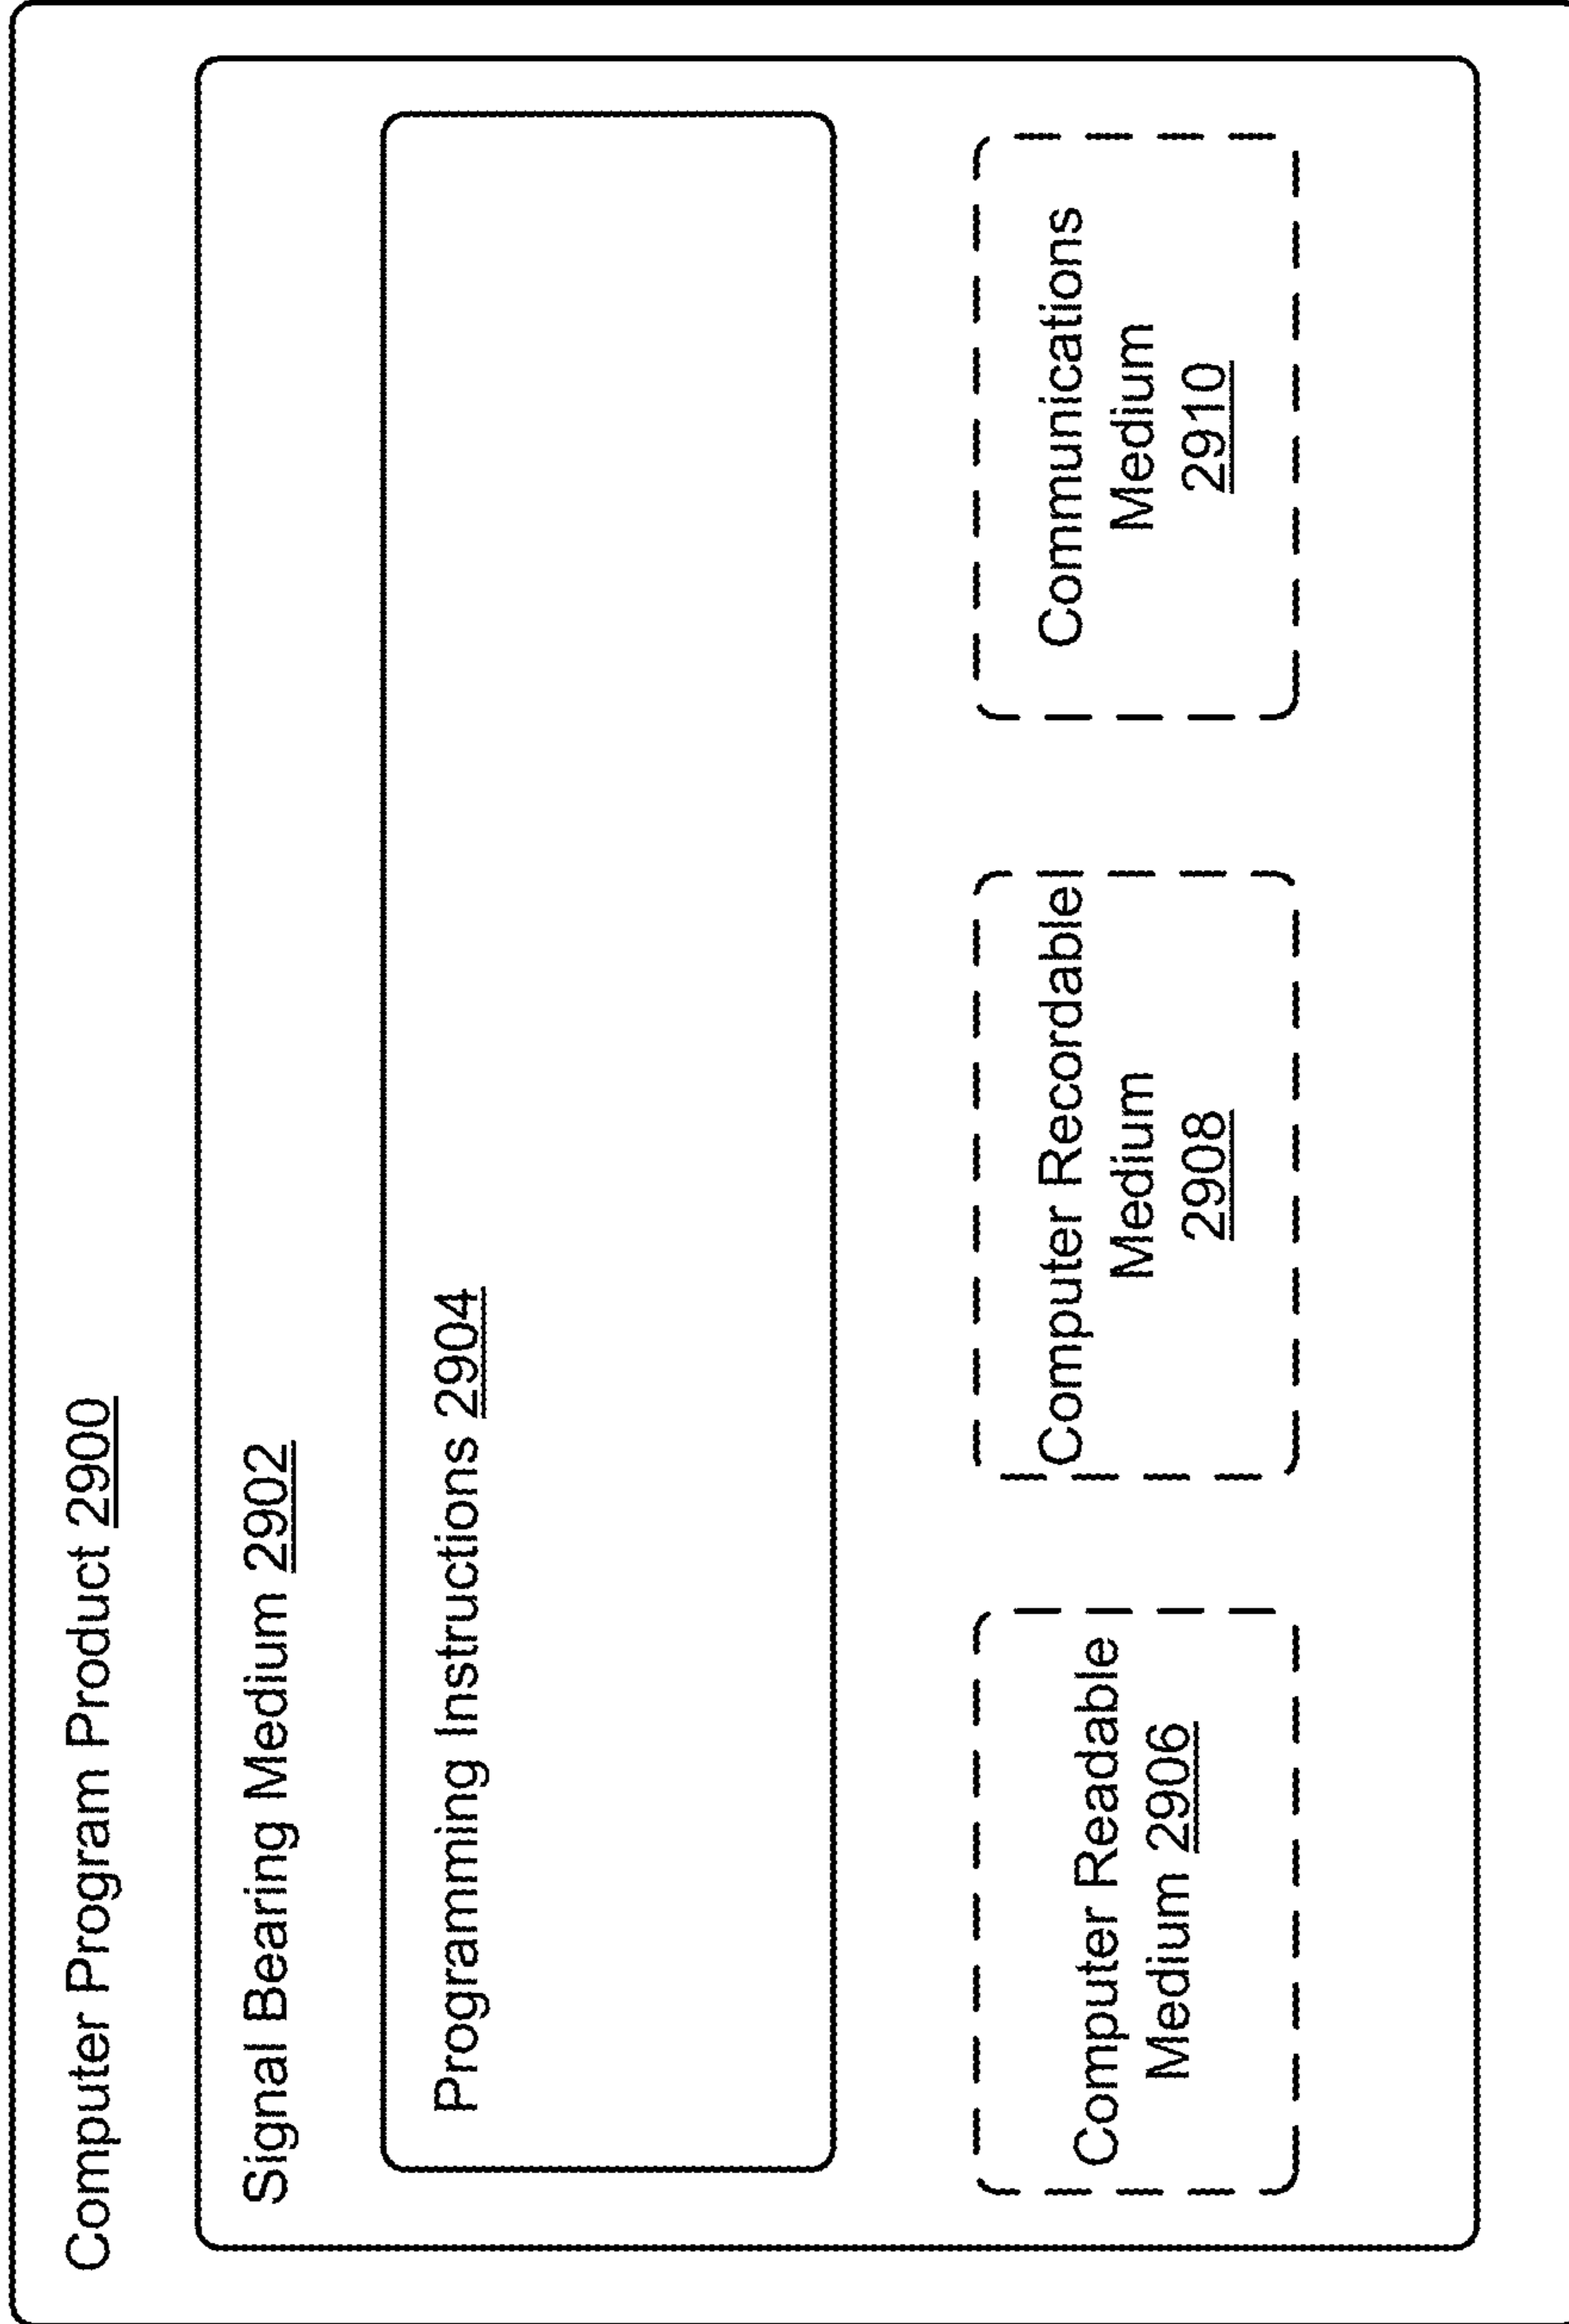 Computer Program Product 2900
Signal Bearing Medium 2902
Programming Instructions 2904
Computer Readable
Medium 2906
Computer Recordable
Medium
2908
Communications
Medium
2910